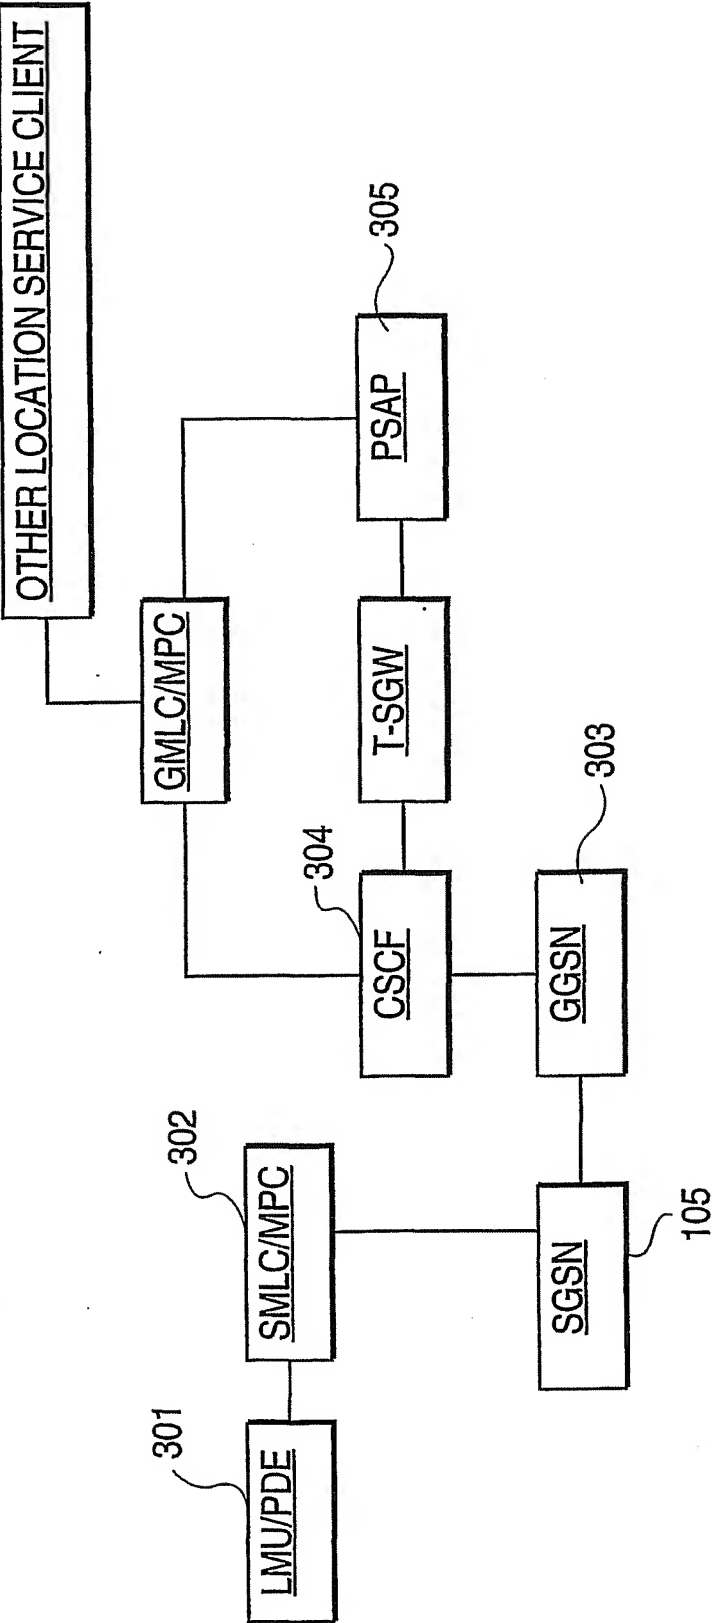 OTHER LOCATION SERVICE CLIENT
GMLC/MPC
301
302
304
305
LMU/PDE
SMLC/MPC
CSCF
T-SGW
PSAP
303
SGSN
GGSN
105